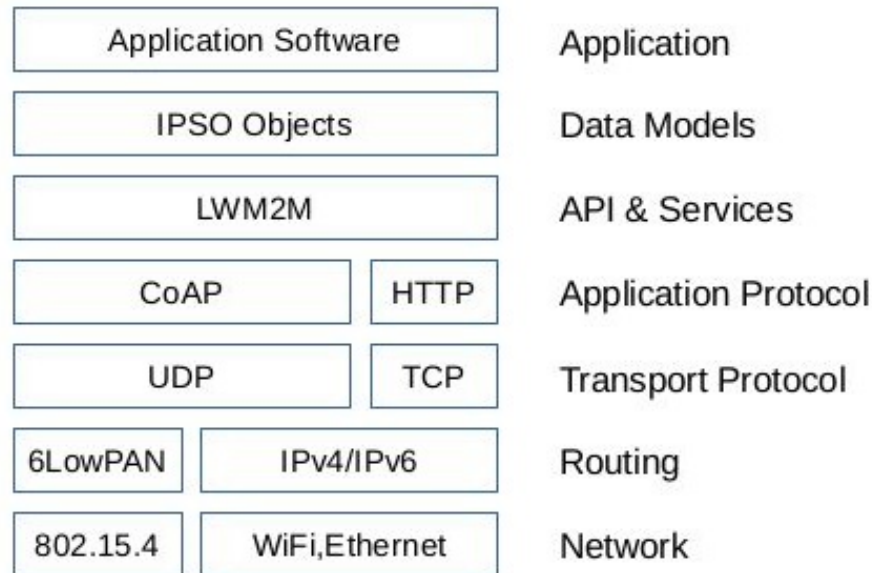 Application Software Application
IPSO Objects Data Models
LWM2M API & Services
CoAP HTTP Application Protocol
UDP TCP Transport Protocol
6LowPAN IPv4/IPv6 Routing
802.15.4 WiFi,Ethernet Network